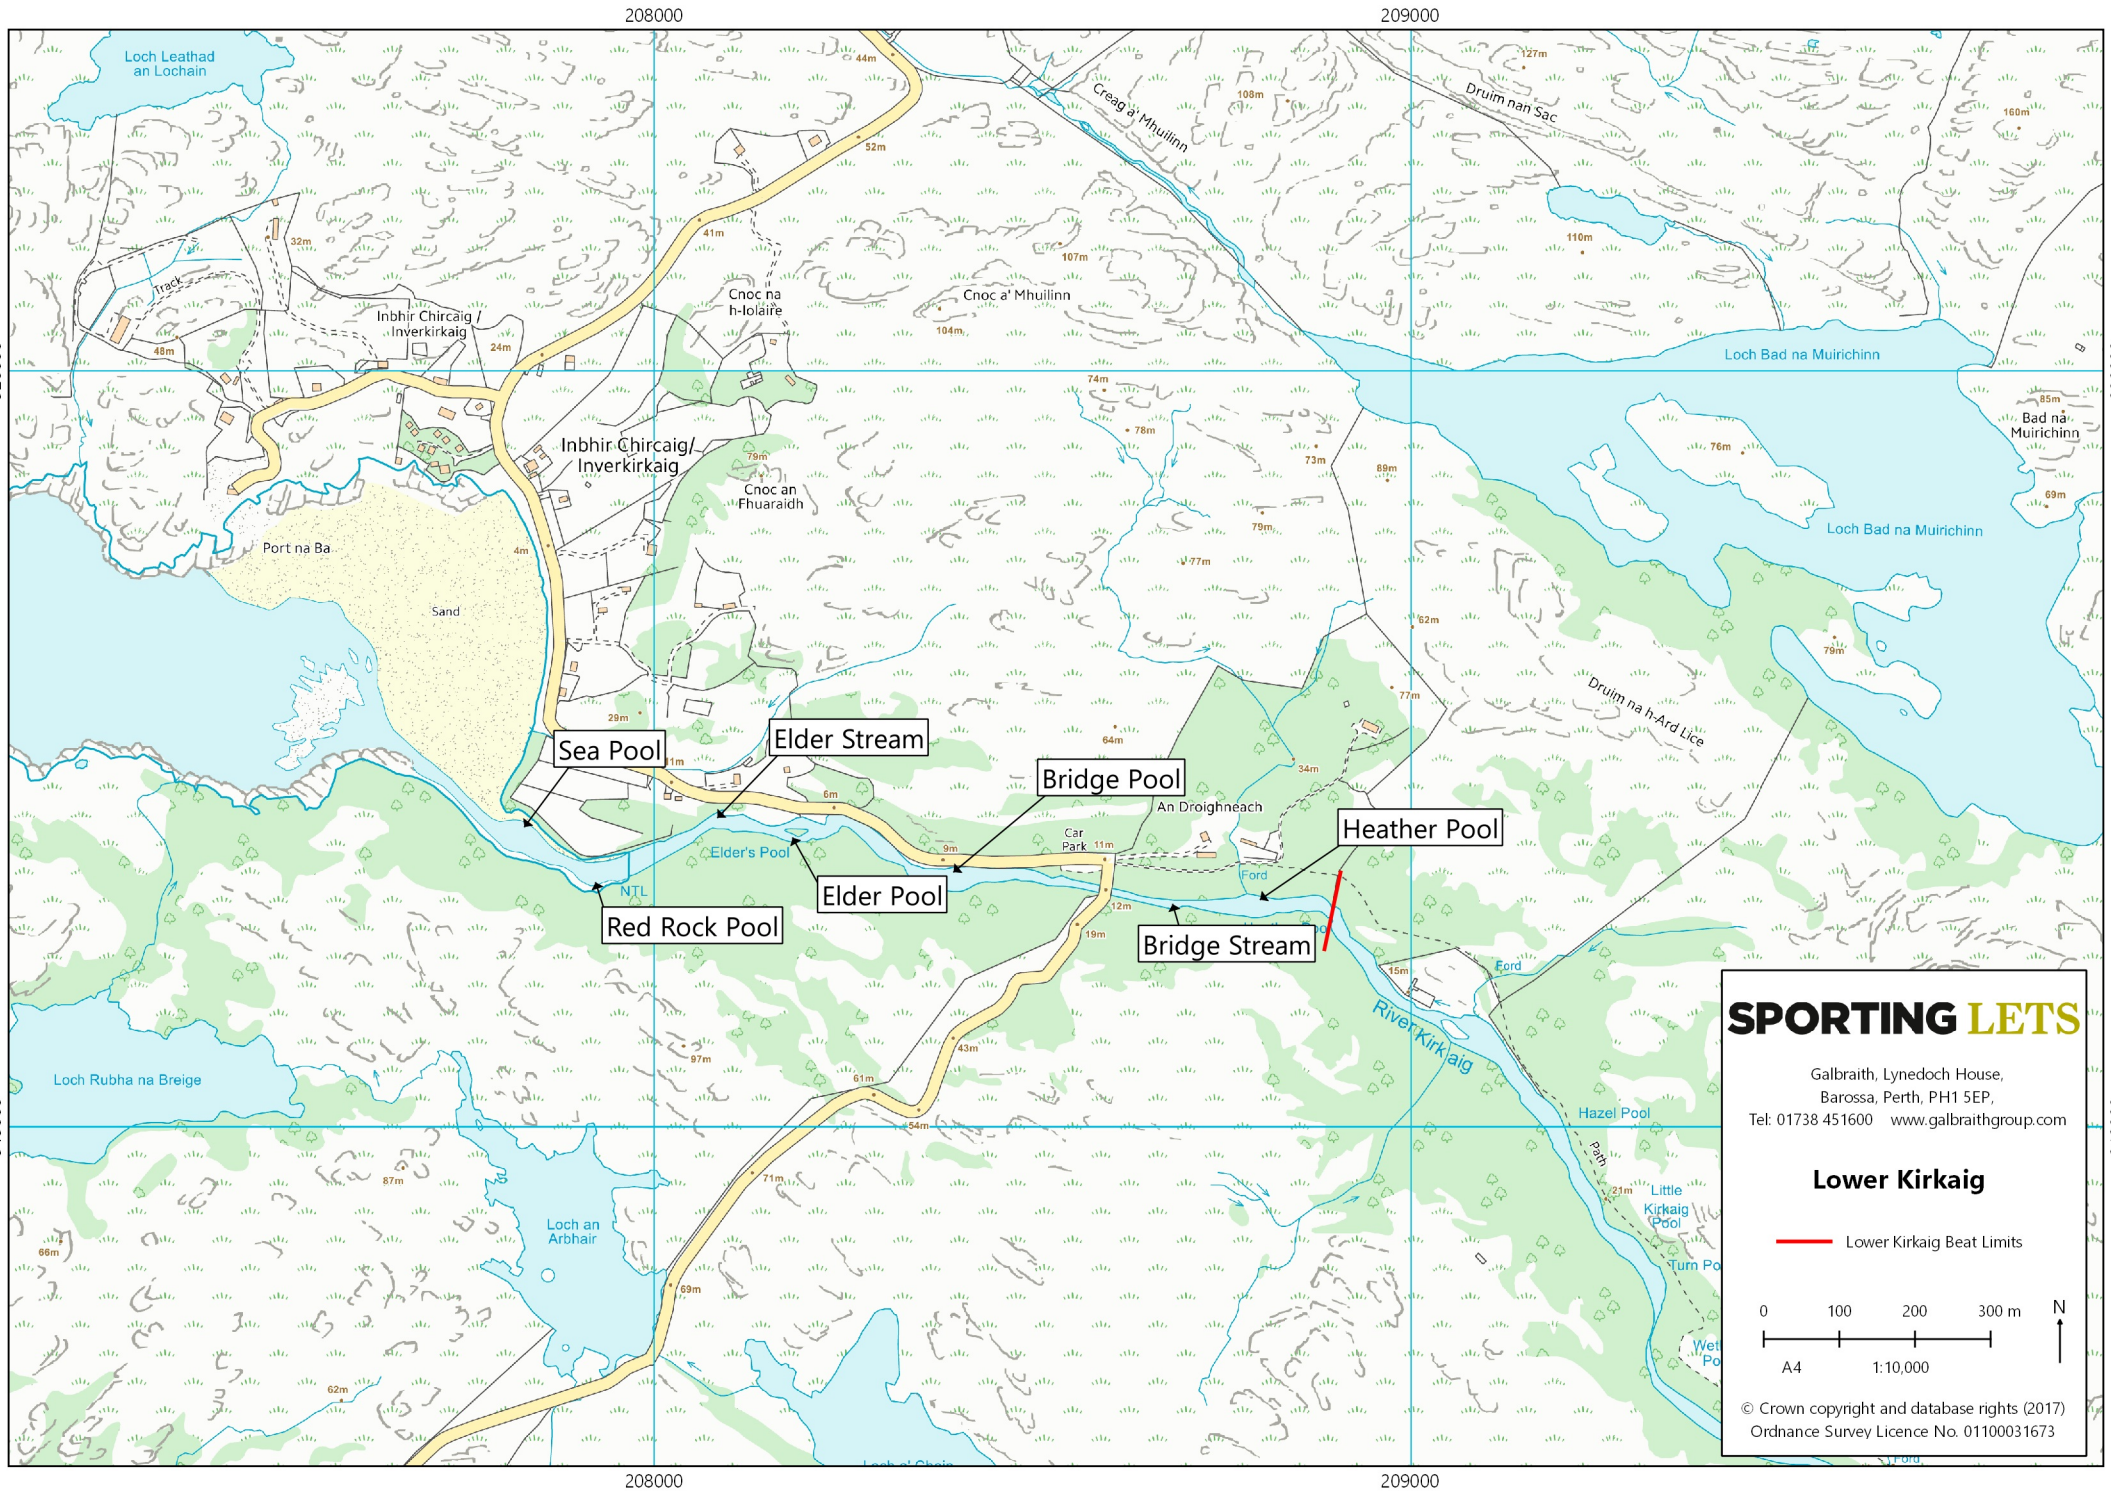 208000
209000
Loch Leathad
an Lochain
44m
Creag a' Mhuilinn
108m
127m
Druim nan Sac
160m
52m
32m
41m
107m
110m
Track
Cnoc na
h-Iolaire
Cnoc a' Mhuilinn
Inbhir Chircaig /
Inverkirkaig
24m
104m
48m
Loch Bad na Muirichinn
74m
85m
Bad na
Muirichinn
78m
76m
Inbhir Chircaig/
Inverkirkaig
79m
73m
89m
Cnoc an
Fhuaraidh
69m
79m
Loch Bad na Muirichinn
Port na Ba
4m
77m
Sand
62m
79m
77m
Druim na h-Ard Lice
29m
64m
Sea Pool
Elder Stream
11m
34m
Bridge Pool
6m
An Droighneach
Heather Pool
Car
Park
11m
9m
Elder's Pool
Ford
NTL
Elder Pool
12m
Red Rock Pool
19m
Bridge Stream
15m
Ford
River Kirkaig
43m
97m
Loch Rubha na Breige
61m
54m
Hazel Pool
Path
87m
71m
21m
Little
Kirkaig
Pool
Loch an
Arbhair
66m
Turn Po
69m
Wet
Po
62m
Ford
SPORTING LETS
Galbraith, Lynedoch House,
Barossa, Perth, PH1 5EP,
Tel: 01738 451600 www.galbraithgroup.com
Lower Kirkaig
Lower Kirkaig Beat Limits
0 100 200 300 m N
A4 1:10,000
© Crown copyright and database rights (2017)
Ordnance Survey Licence No. 01100031673
208000
209000